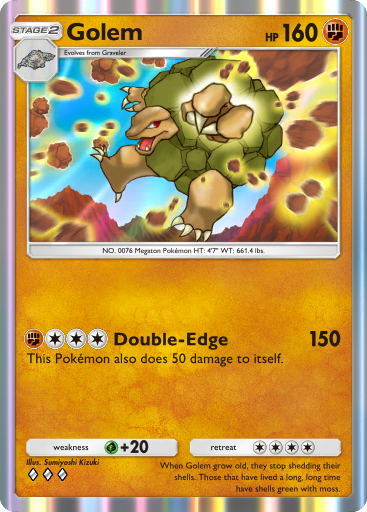 STAGE 2 Golem HP 160
Evolves from Graveler
NO. 0076 Megaton Pokémon HT: 4'7" WT: 661.4 lbs.
Double-Edge 150
This Pokémon also does 50 damage to itself.
weakness +20 retreat
Illus. Sumiyoshi Kizuki
When Golem grow old, they stop shedding their
shells. Those that have lived a long, long time
have shells green with moss.